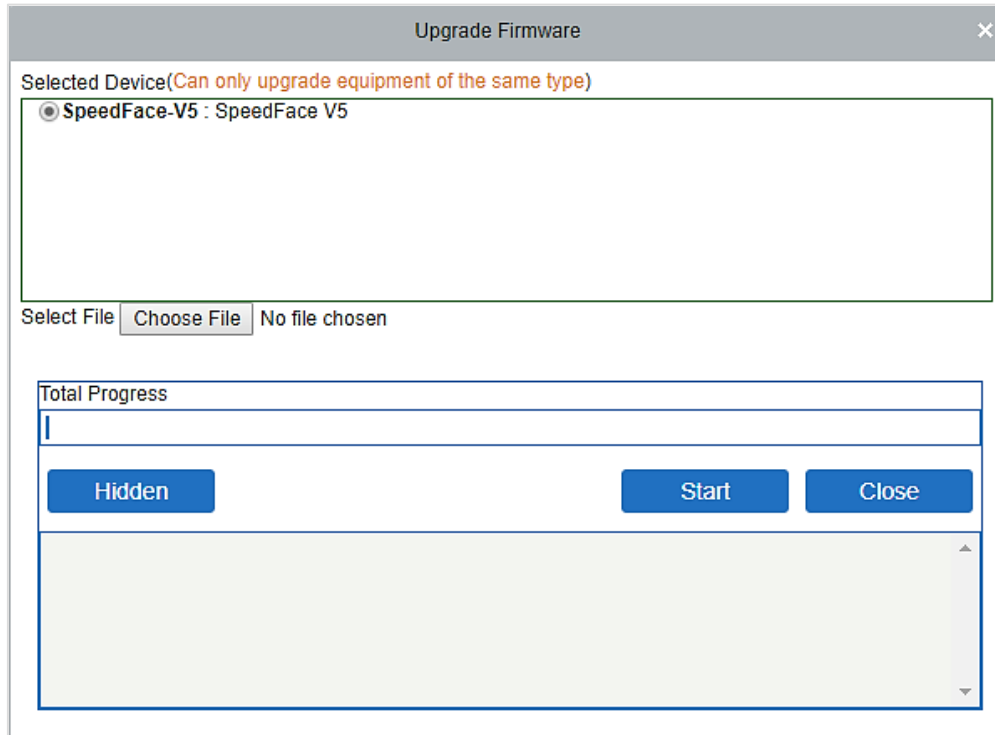 Upgrade Firmware
Selected Device(Can only upgrade equipment of the same type)
SpeedFace-V5 : SpeedFace V5
Select File Choose File No file chosen
Total Progress
Hidden Start Close